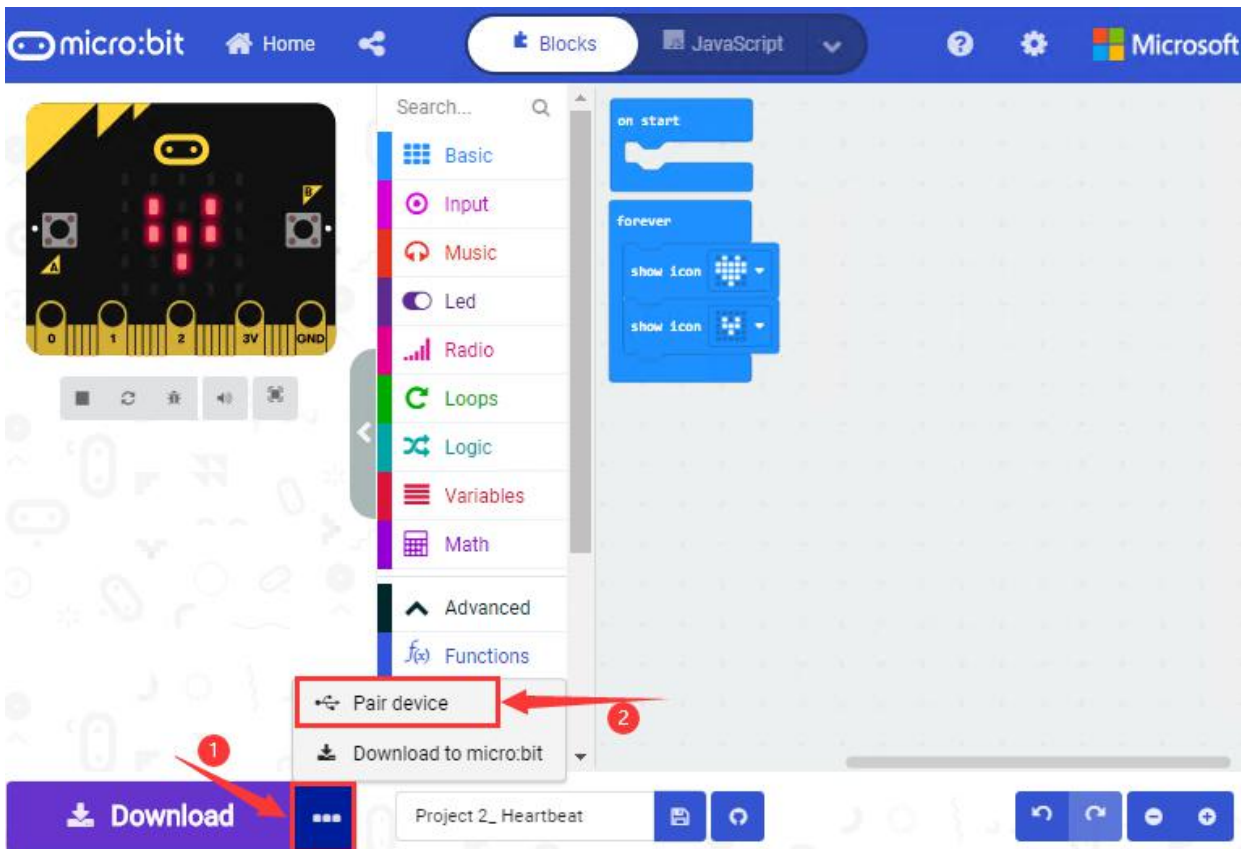 micro:bit Home Blocks JavaScript Microsoft
Search...
Basic
Input
Music
Led
Radio
Loops
Logic
Variables
Math
Advanced
Functions
Pair device
Download to micro:bit
on start
forever
show icon
show icon
B
A
0 1 2 3V GND
1
2
Download
Project 2_ Heartbeat